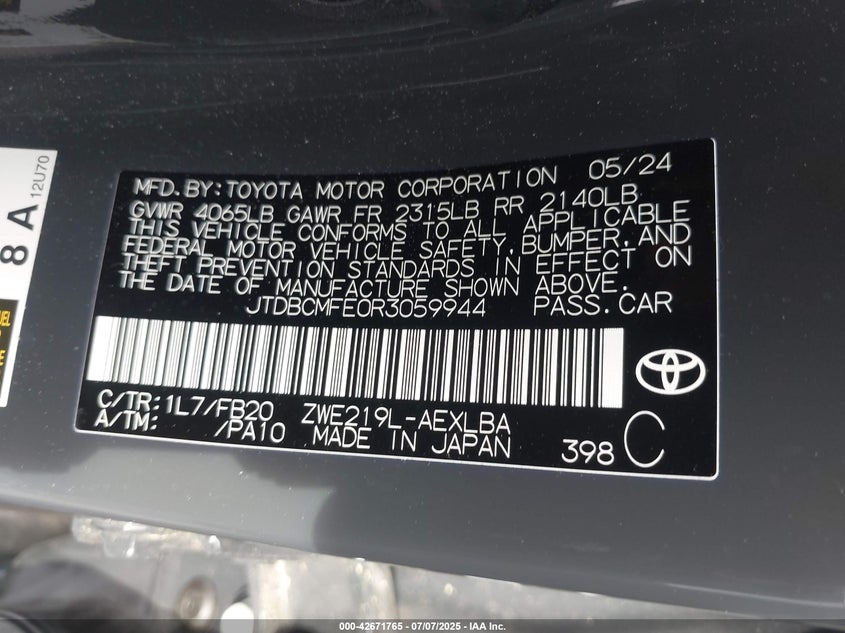 8 A
12U70
MFD.BY:TOYOTA MOTOR CORPORATION 05/24
GVWR 4065LB GAWR FR 2315LB RR 2140LB
THIS VEHICLE CONFORMS TO ALL APPLICABLE
FEDERAL MOTOR VEHICLE SAFETY,BUMPER,AND
THEFT PREVENTION STANDARDS IN EFFECT ON
THE DATE OF MANUFACTURE SHOWN ABOVE.
JTDBCMFE0R3059944 PASS.CAR
C/TR:1L7/FB20 ZWE219L-AEXLBA
A/TM: /PA10 MADE IN JAPAN 398 C
000-42671765 - 07/07/2025 - IAA Inc.